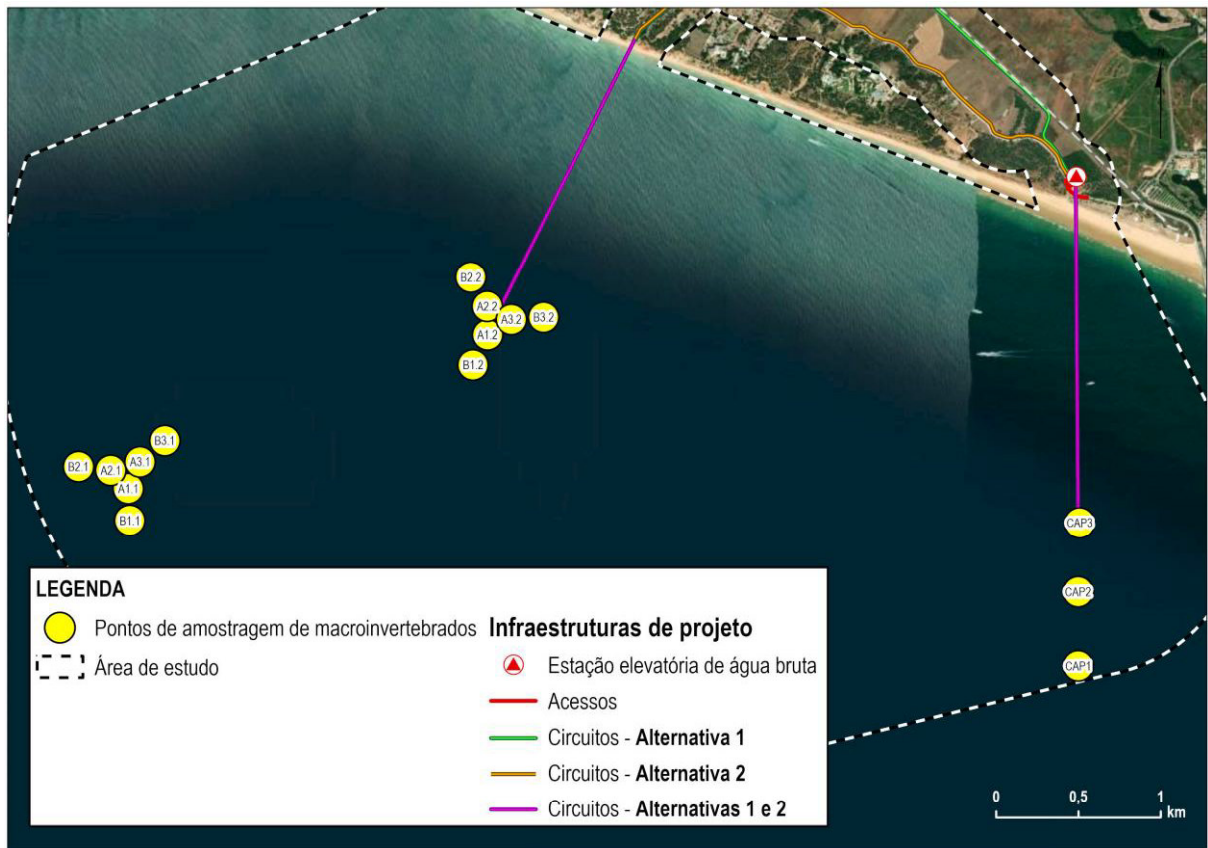 B2.2
A2.2
A3.2
B3.2
A1.2
B1.2
B3.1
A3.1
B2.1
A2.1
A1.1
B1.1
CAP3
CAP2
CAP1
LEGENDA
Pontos de amostragem de macroinvertebrados
Área de estudo
Infraestruturas de projeto
Estação elevatória de água bruta
Acessos
Circuitos - Alternativa 1
Circuitos - Alternativa 2
Circuitos - Alternativas 1 e 2
0 0,5 1
km